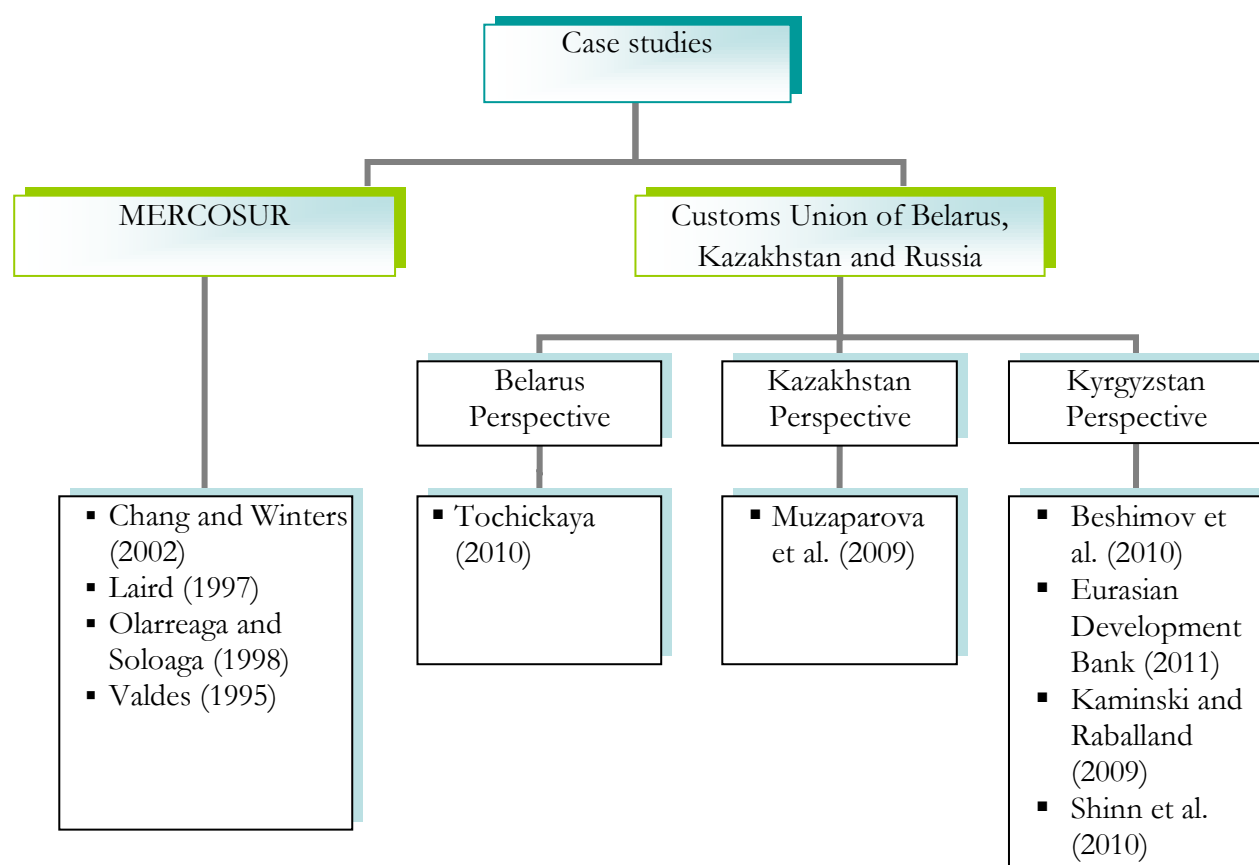 Case studies
MERCOSUR
Customs Union of Belarus,
Kazakhstan and Russia
Belarus
Perspective
Kazakhstan
Perspective
Kyrgyzstan
Perspective
▪ Chang and Winters
(2002)
▪ Laird (1997)
▪ Olarreaga and
Soloaga (1998)
▪ Valdes (1995)
▪ Tochickaya
(2010)
▪ Muzaparova
et al. (2009)
▪ Beshimov et
al. (2010)
▪ Eurasian
Development
Bank (2011)
▪ Kaminski and
Raballand
(2009)
▪ Shinn et al.
(2010)